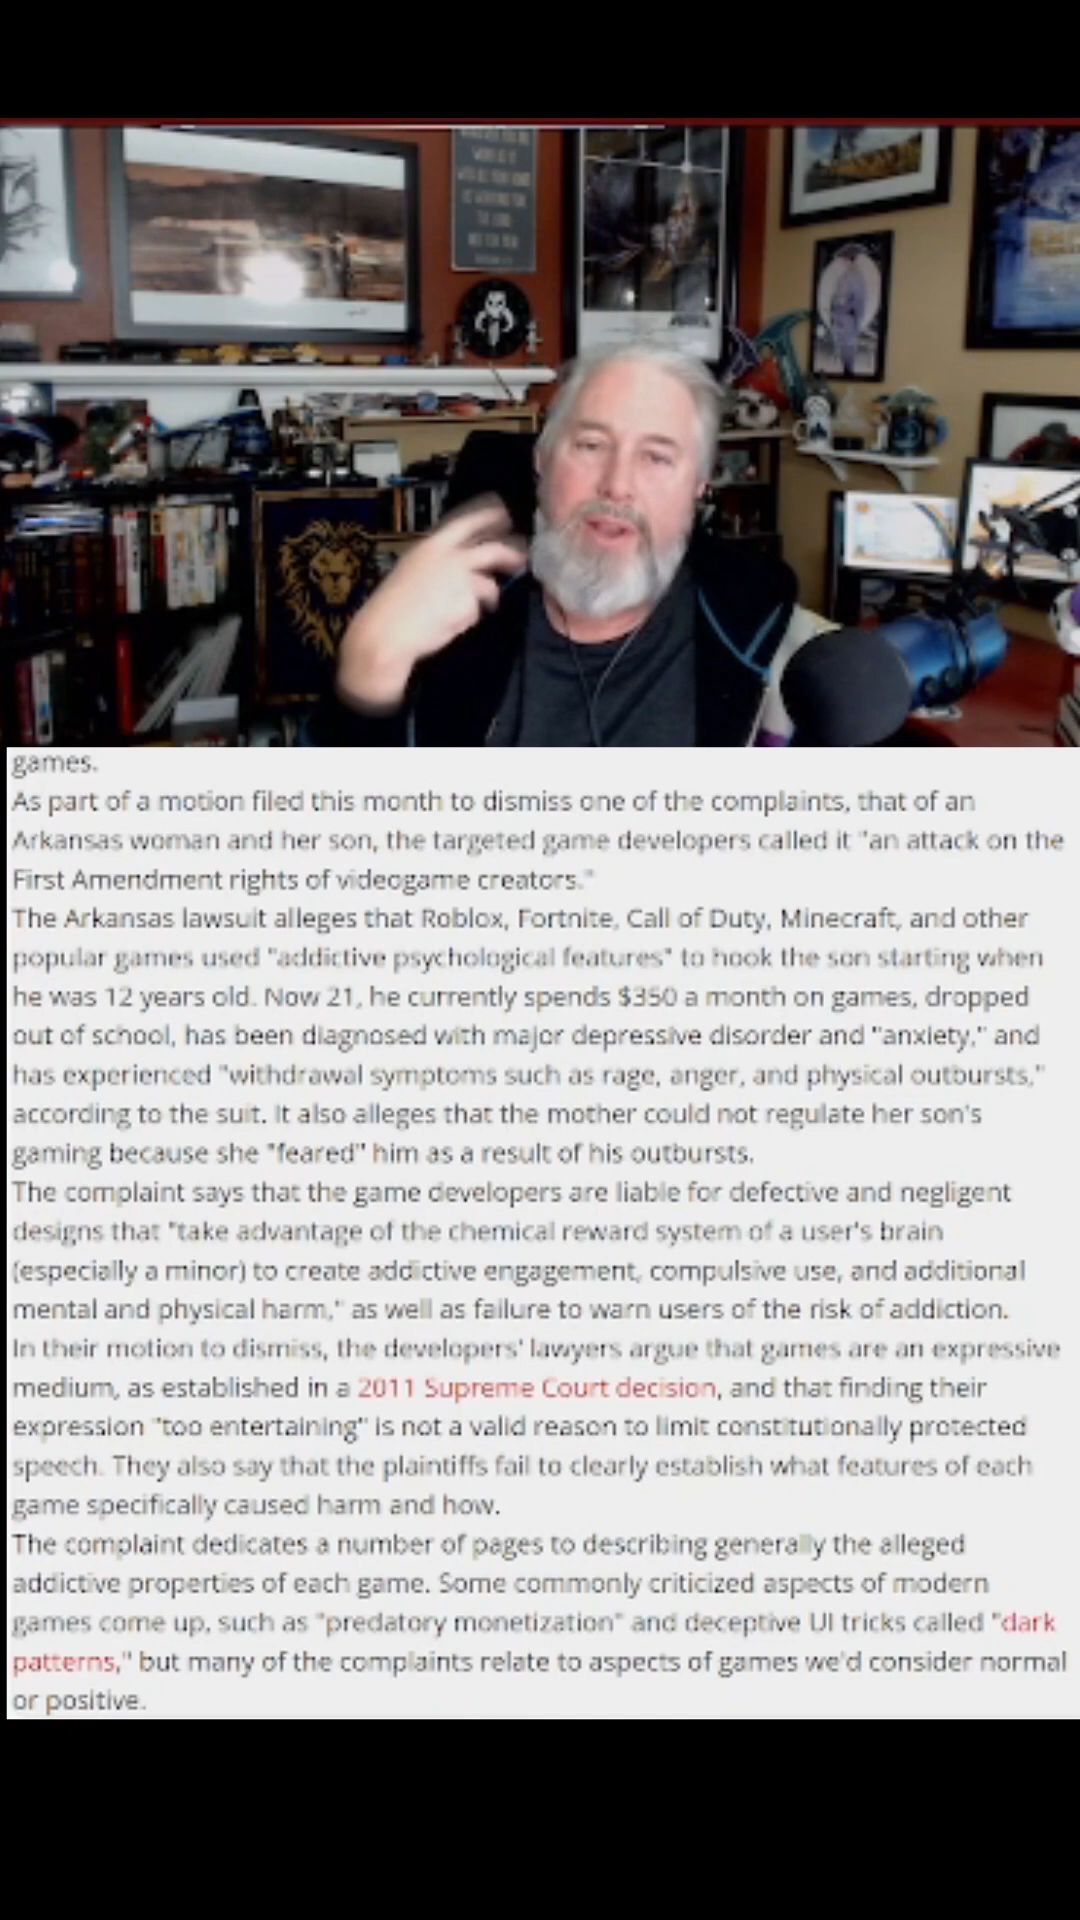 games.
As part of a motion filed this month to dismiss one of the complaints, that of an
Arkansas woman and her son, the targeted game developers called it "an attack on the
First Amendment rights of videogame creators."
The Arkansas lawsuit alleges that Roblox, Fortnite, Call of Duty, Minecraft, and other
popular games used "addictive psychological features" to hook the son starting when
he was 12 years old. Now 21, he currently spends $350 a month on games, dropped
out of school, has been diagnosed with major depressive disorder and "anxiety," and
has experienced "withdrawal symptoms such as rage, anger, and physical outbursts,"
according to the suit. It also alleges that the mother could not regulate her son's
gaming because she "feared" him as a result of his outbursts.
The complaint says that the game developers are liable for defective and negligent
designs that "take advantage of the chemical reward system of a user's brain
(especially a minor) to create addictive engagement, compulsive use, and additional
mental and physical harm," as well as failure to warn users of the risk of addiction.
In their motion to dismiss, the developers' lawyers argue that games are an expressive
medium, as established in a 2011 Supreme Court decision, and that finding their
expression "too entertaining" is not a valid reason to limit constitutionally protected
speech. They also say that the plaintiffs fail to clearly establish what features of each
game specifically caused harm and how.
The complaint dedicates a number of pages to describing generally the alleged
addictive properties of each game. Some commonly criticized aspects of modern
games come up, such as "predatory monetization" and deceptive UI tricks called "dark
patterns," but many of the complaints relate to aspects of games we'd consider normal
or positive.